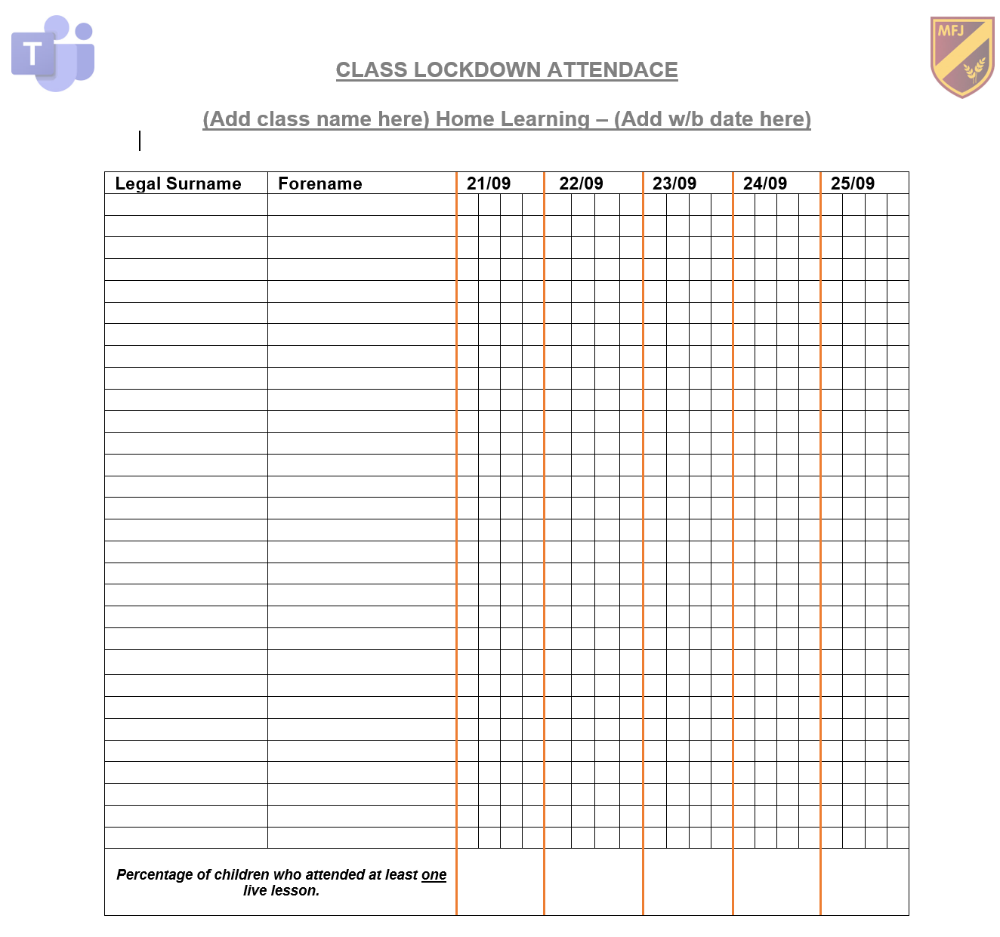 T
MFJ
CLASS LOCKDOWN ATTENDACE
(Add class name here) Home Learning – (Add w/b date here)
Legal Surname Forename 21/09 22/09 23/09 24/09 25/09
Percentage of children who attended at least one
live lesson.